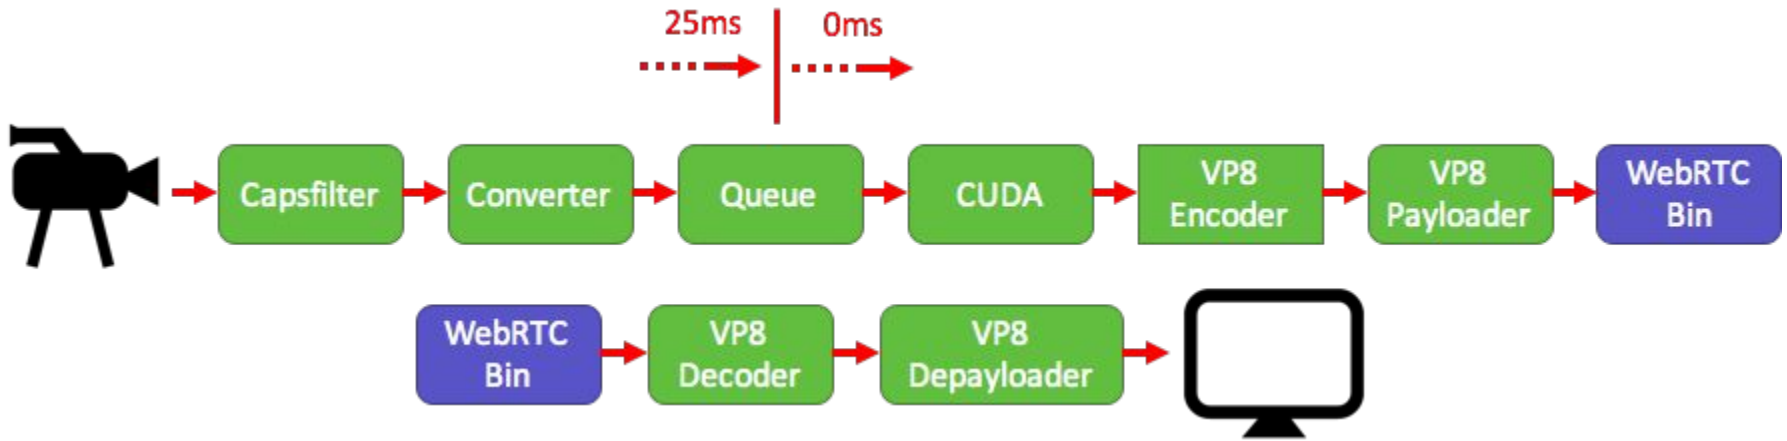 25ms
0ms
Capsfilter
Converter
Queue
CUDA
VP8
Encoder
VP8
Payloader
WebRTC
Bin
WebRTC
Bin
VP8
Decoder
VP8
Depayloader